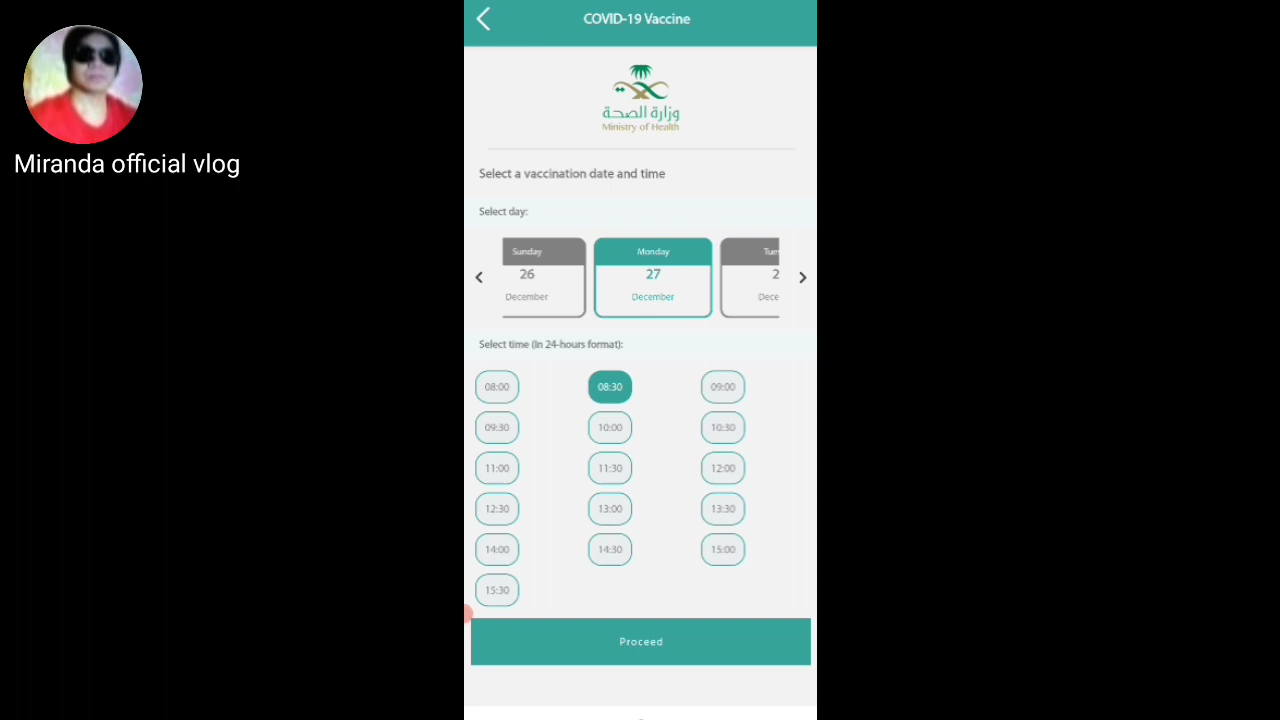 Miranda official vlog
COVID-19 Vaccine
وزارة الصحة
Ministry of Health
Select a vaccination date and time
Select day:
Sunday
26
December
Monday
27
December
Tues
2
Dece
Select time (In 24-hours format):
08:00 08:30 09:00
09:30 10:00 10:30
11:00 11:30 12:00
12:30 13:00 13:30
14:00 14:30 15:00
15:30
Proceed